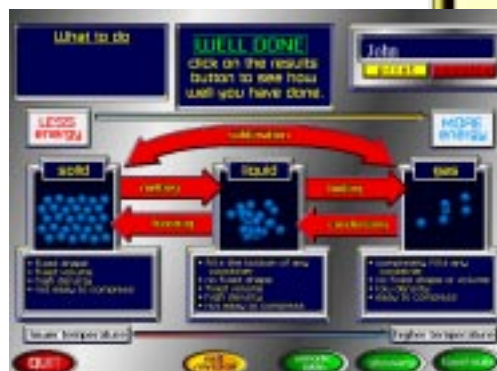 What to do
WELL DONE
click on the results
button to see how
well you have done.
John
print
LESS
energy
MORE
energy
sublimation
solid
liquid
gas
melting
boiling
freezing
condensing
• fixed shape
• fixed volume
• high density
• not easy to compress
• fills the bottom of any
container
• no fixed shape
• fixed volume
• high density
• not easy to compress
• completely fills any
container
• no fixed shape or volume
• low density
• easy to compress
lower temperature
higher temperature
QUIT